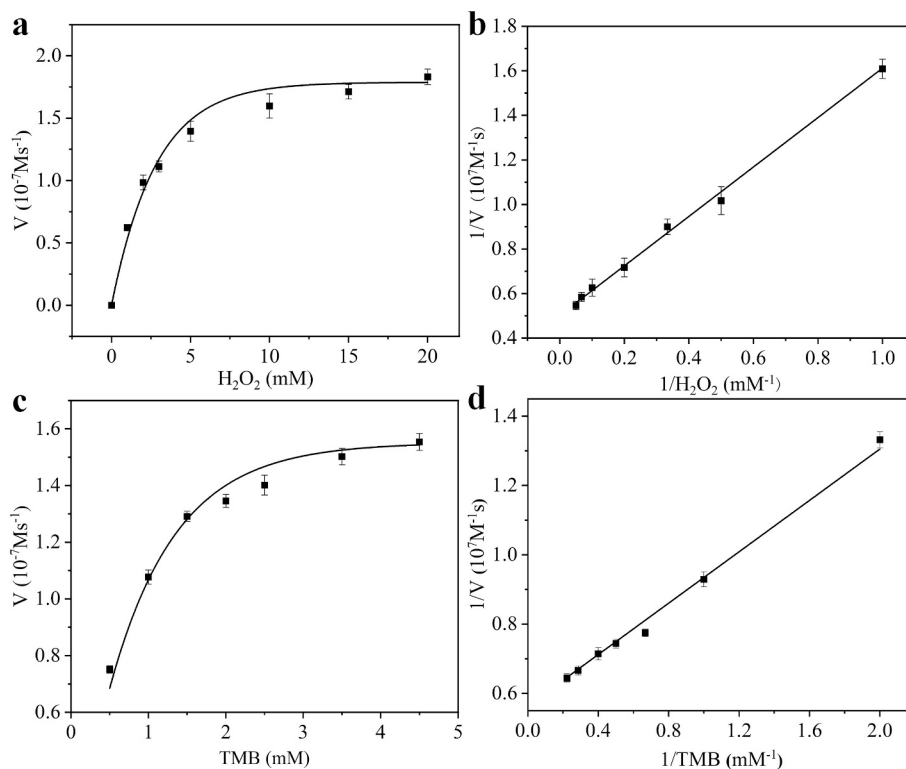 a
V (10⁻⁷Ms⁻¹)
2.0
1.5
1.0
0.5
0.0
0 5 10 15 20
H₂O₂ (mM)
b
1/V (10⁷M⁻¹s)
1.8
1.6
1.4
1.2
1.0
0.8
0.6
0.4
0.0 0.2 0.4 0.6 0.8 1.0
1/H₂O₂ (mM⁻¹)
c
V (10⁻⁷Ms⁻¹)
1.6
1.4
1.2
1.0
0.8
0.6
0 1 2 3 4 5
TMB (mM)
d
1/V (10⁷M⁻¹s)
1.4
1.2
1.0
0.8
0.6
0.0 0.4 0.8 1.2 1.6 2.0
1/TMB (mM⁻¹)